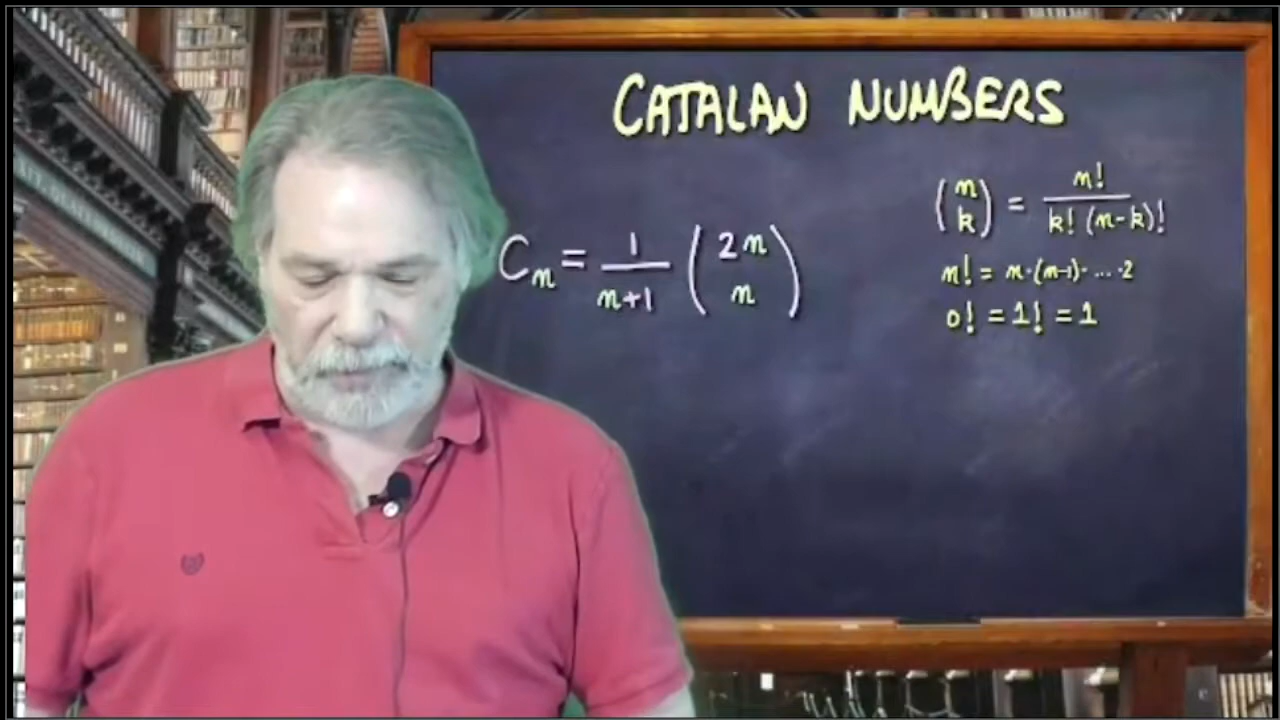 CATALAN NUMBERS
Cₙ = 1/(n+1) (2n n)
(n k) = n!/(k! (n-k)!)
n! = n·(n-1)· ... ·2
0! = 1! = 1